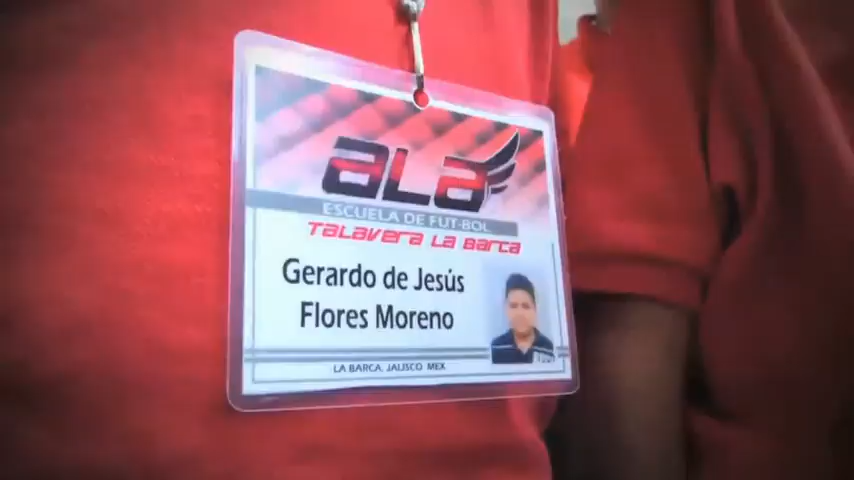 ALA
ESCUELA DE FUT-BOL
TALAVERA LA BARCA
Gerardo de Jesús
Flores Moreno
LA BARCA, JALISCO MEX